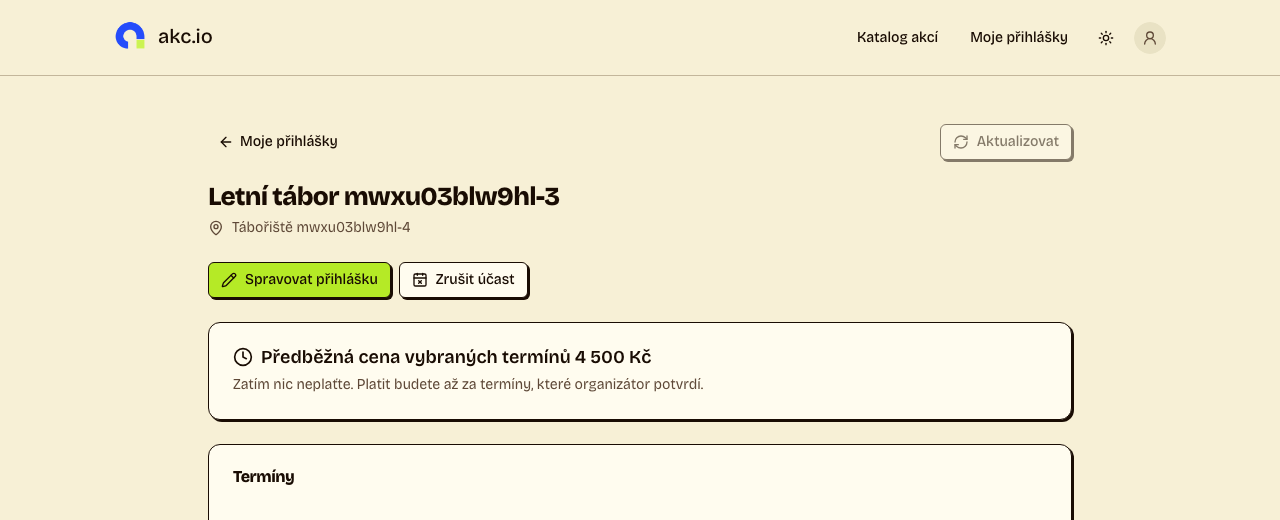 akc.io
Katalog akcí
Moje přihlášky
Moje přihlášky
Aktualizovat
Letní tábor mwxu03blw9hl-3
Tábořiště mwxu03blw9hl-4
Spravovat přihlášku
Zrušit účast
Předběžná cena vybraných termínů 4 500 Kč
Zatím nic neplaťte. Platit budete až za termíny, které organizátor potvrdí.
Termíny